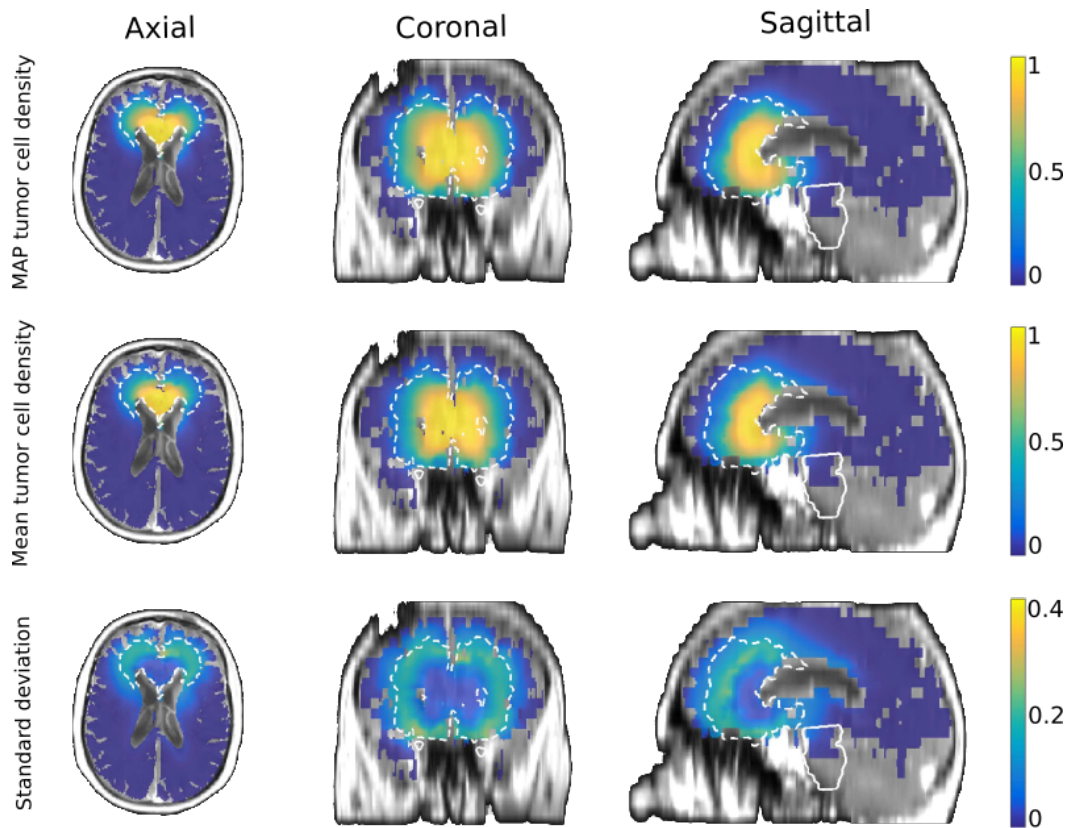 Axial
Coronal
Sagittal
MAP tumor cell density
1
0.5
0
Mean tumor cell density
1
0.5
0
Standard deviation
0.4
0.2
0